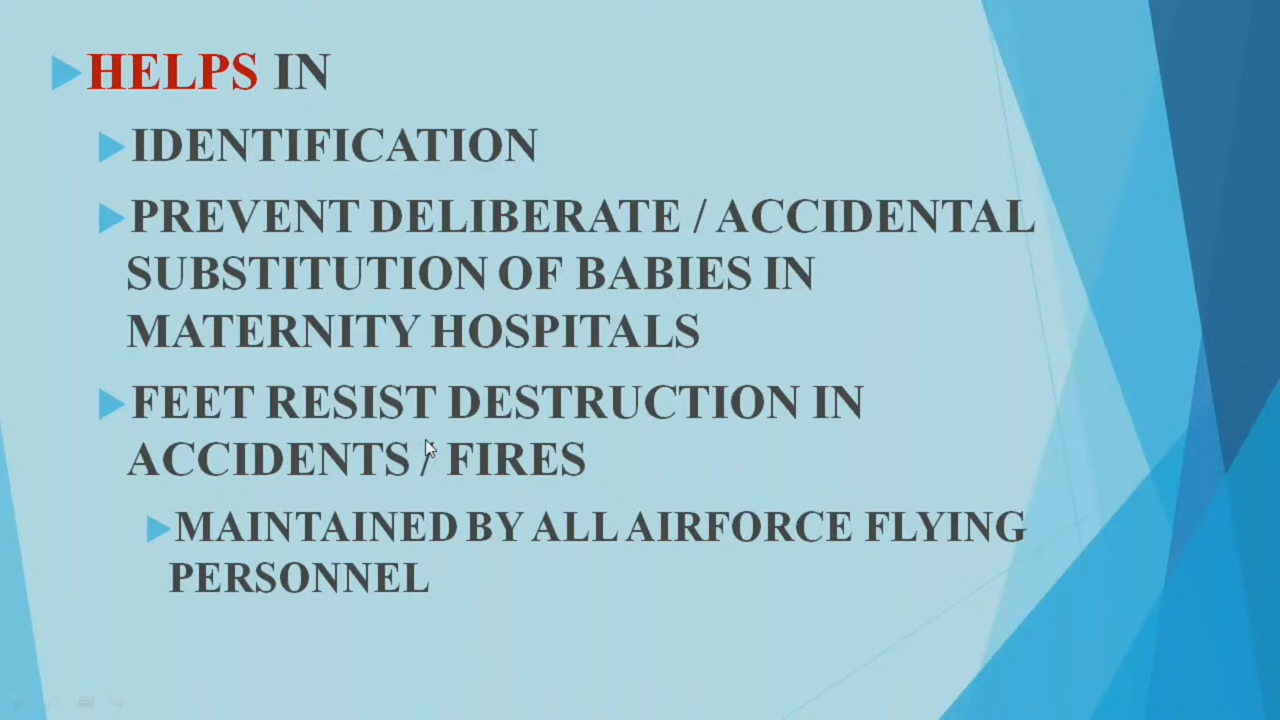 HELPS IN
IDENTIFICATION
PREVENT DELIBERATE / ACCIDENTAL
SUBSTITUTION OF BABIES IN
MATERNITY HOSPITALS
FEET RESIST DESTRUCTION IN
ACCIDENTS / FIRES
MAINTAINED BY ALL AIRFORCE FLYING
PERSONNEL